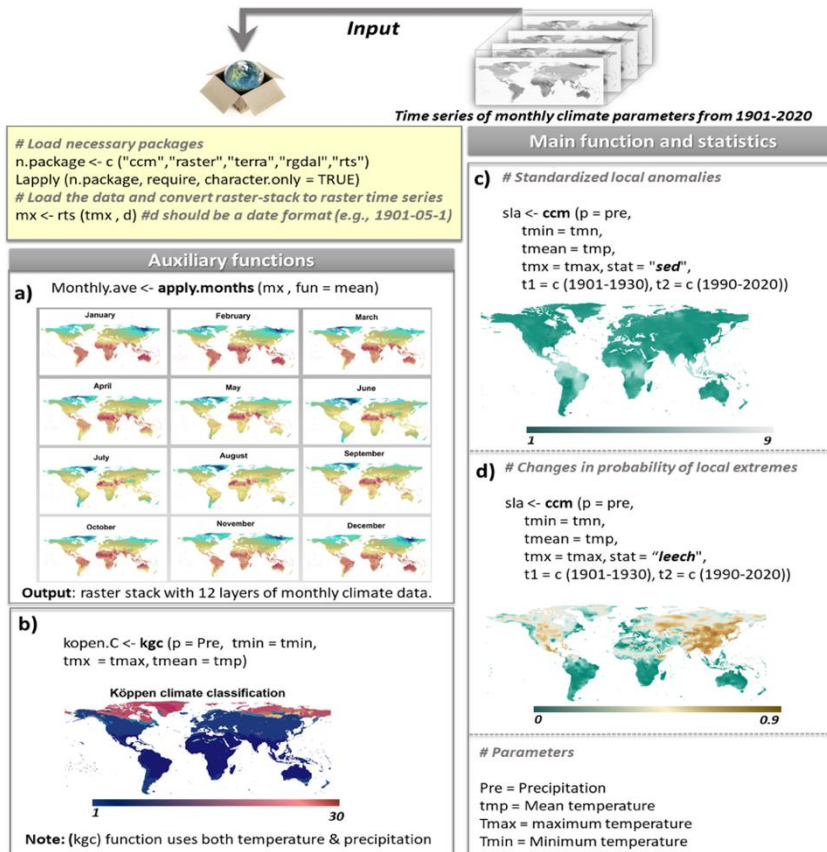 Input
Time series of monthly climate parameters from 1901-2020
# Load necessary packages
n.package <- c ("ccm","raster","terra","rgdal","rts")
Lapply (n.package, require, character.only = TRUE)
# Load the data and convert raster-stack to raster time series
mx <- rts (tmx , d) #d should be a date format (e.g., 1901-05-1)
Auxiliary functions
a)
Monthly.ave <- apply.months (mx , fun = mean)
January February March
April May June
July August September
October November December
Output: raster stack with 12 layers of monthly climate data.
b)
kopen.C <- kgc (p = Pre, tmin = tmin,
tmx = tmax, tmean = tmp)
Köppen climate classification
1 30
Note: (kgc) function uses both temperature & precipitation
Main function and statistics
c) # Standardized local anomalies
sla <- ccm (p = pre,
tmin = tmn,
tmean = tmp,
tmx = tmax, stat = "sed",
t1 = c (1901-1930), t2 = c (1990-2020))
1 9
d) # Changes in probability of local extremes
sla <- ccm (p = pre,
tmin = tmn,
tmean = tmp,
tmx = tmax, stat = “leech",
t1 = c (1901-1930), t2 = c (1990-2020))
0 0.9
# Parameters
Pre = Precipitation
tmp = Mean temperature
Tmax = maximum temperature
Tmin = Minimum temperature